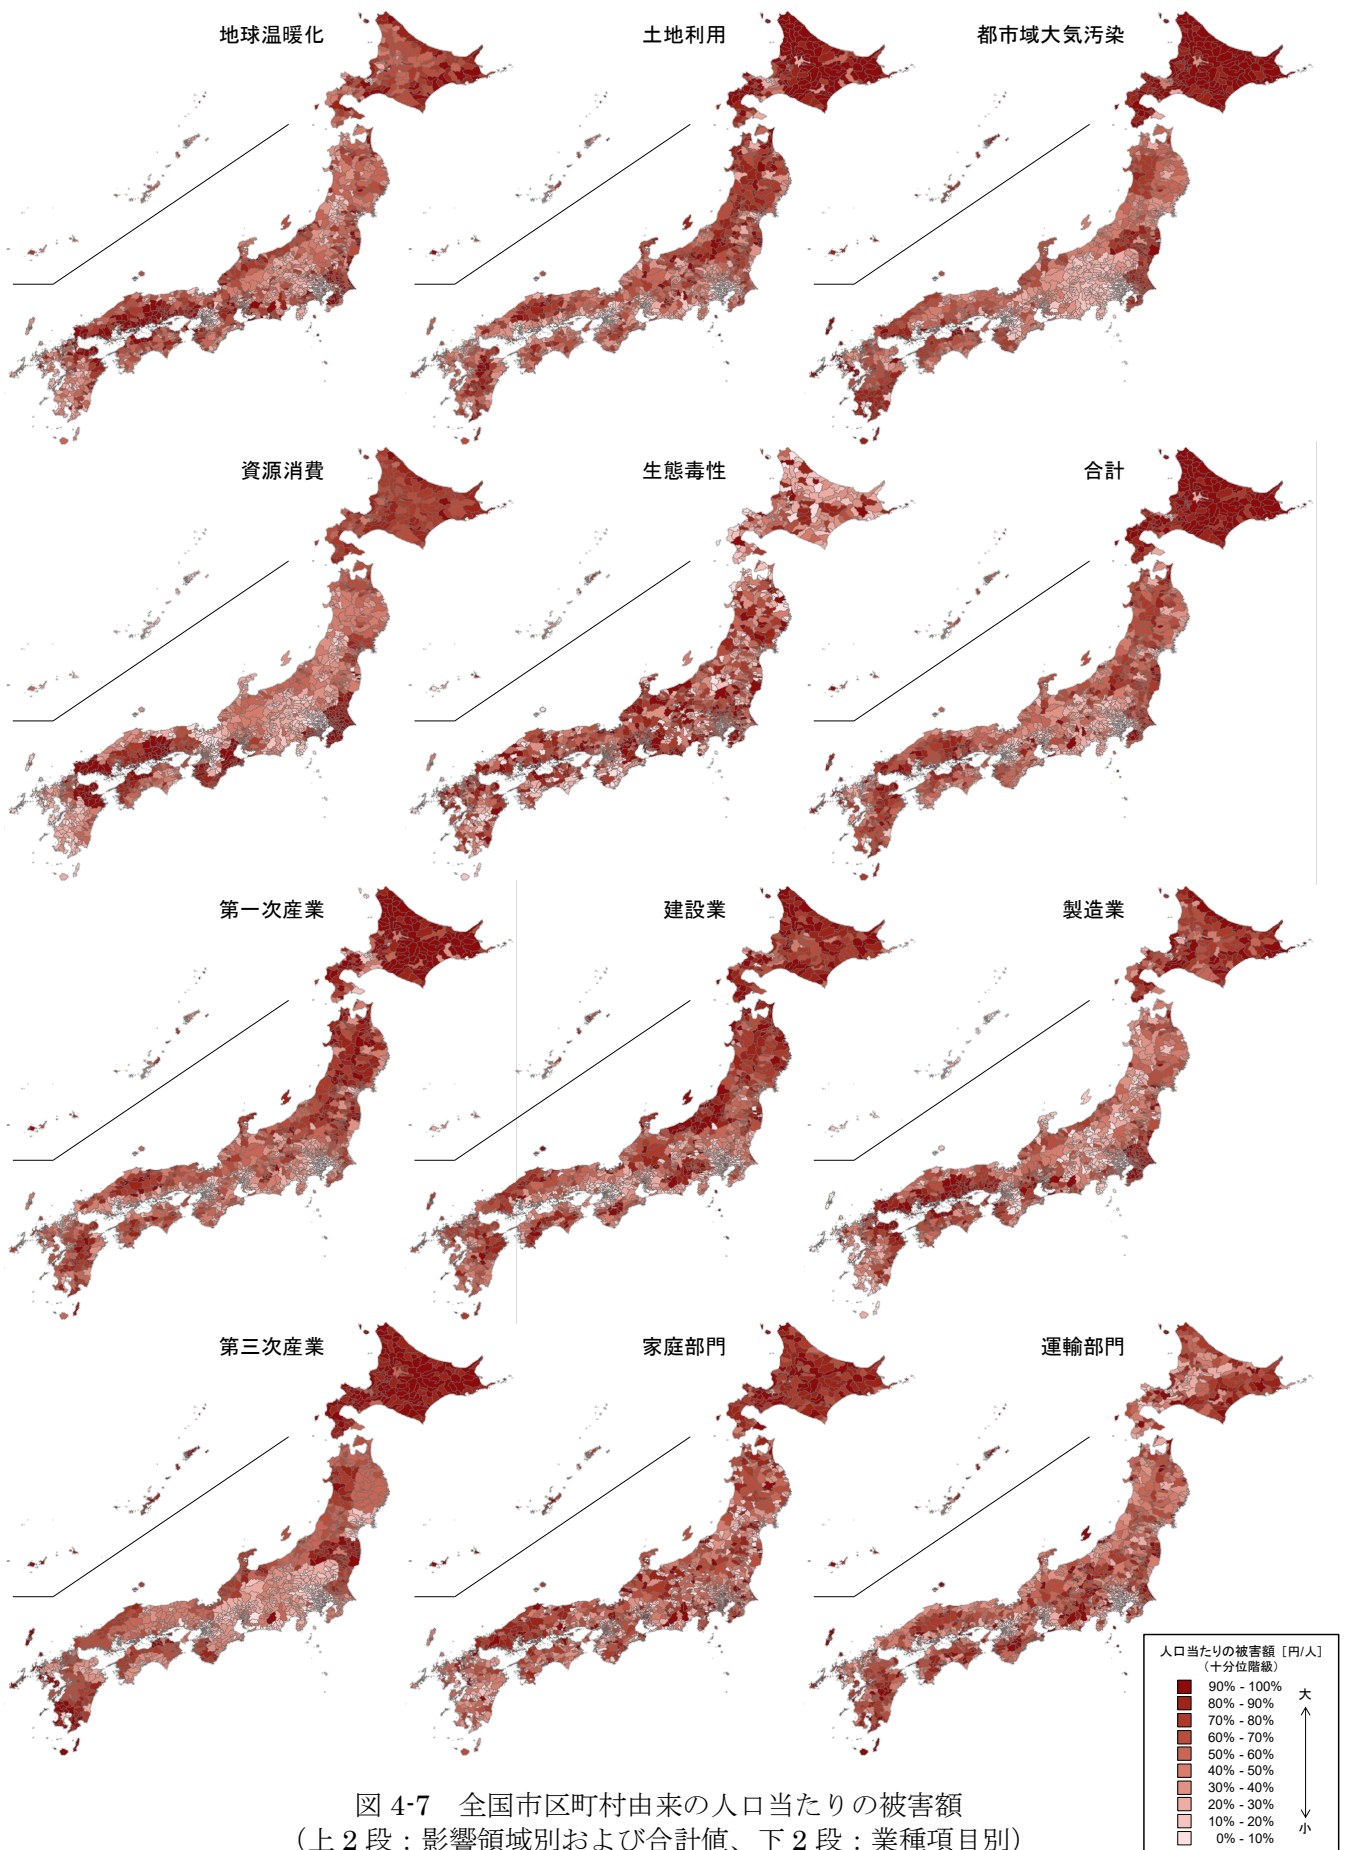 地球温暖化
土地利用
都市域大気汚染
資源消費
生態毒性
合計
第一次産業
建設業
製造業
第三次産業
家庭部門
運輸部門
人口当たりの被害額 [円/人]
（十分位階級）
90% - 100%
大
80% - 90%
70% - 80%
60% - 70%
50% - 60%
40% - 50%
30% - 40%
20% - 30%
10% - 20%
小
0% - 10%
図 4-7　全国市区町村由来の人口当たりの被害額
（上 2 段：影響領域別および合計値、下 2 段：業種項目別）